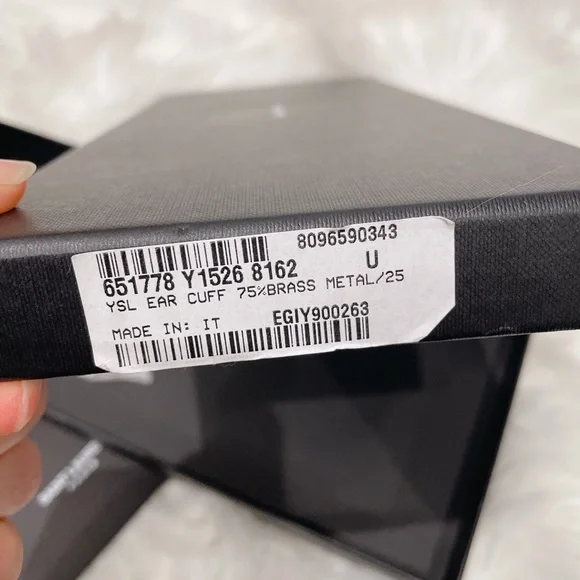 8096590343
651778 Y1526 8162 U
YSL EAR CUFF 75%BRASS METAL/25
MADE IN: IT EGIY900263